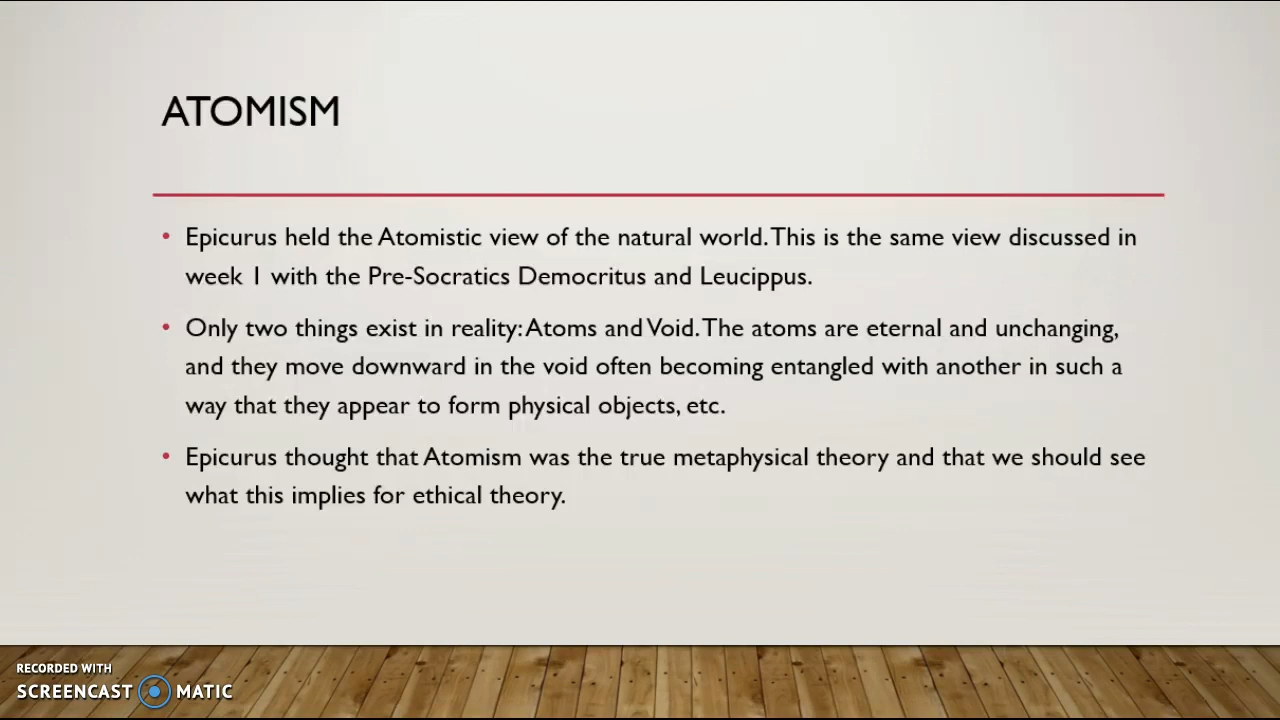 ATOMISM
• Epicurus held the Atomistic view of the natural world. This is the same view discussed in
week 1 with the Pre-Socratics Democritus and Leucippus.
• Only two things exist in reality: Atoms and Void. The atoms are eternal and unchanging,
and they move downward in the void often becoming entangled with another in such a
way that they appear to form physical objects, etc.
• Epicurus thought that Atomism was the true metaphysical theory and that we should see
what this implies for ethical theory.
RECORDED WITH
SCREENCAST MATIC